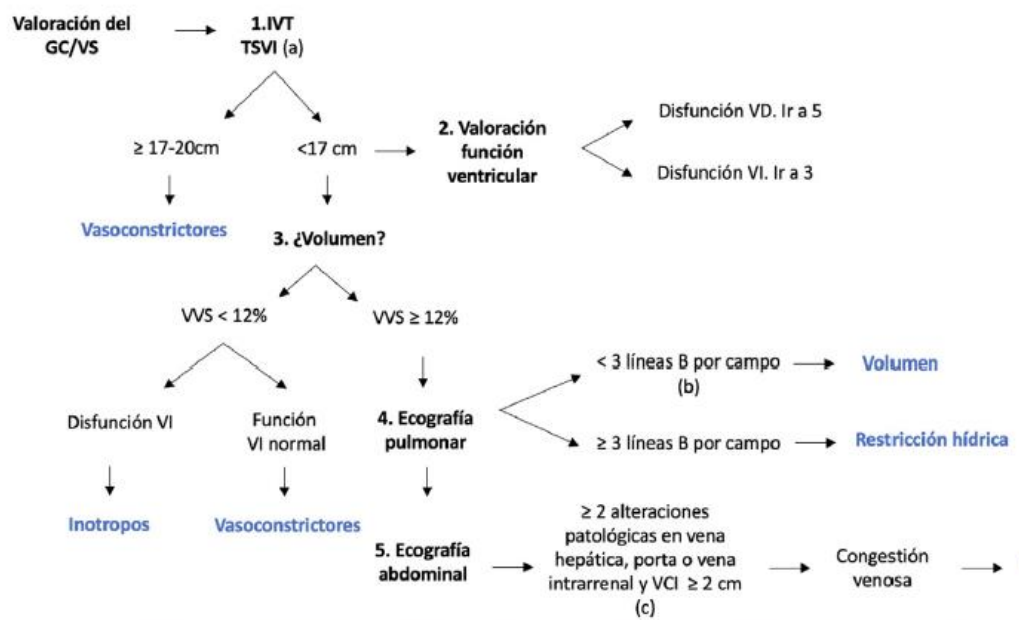 Valoración del
GC/VS
1.IVT
TSVI (a)
≥ 17-20cm
<17 cm
2. Valoración
función
ventricular
Disfunción VD. Ir a 5
Disfunción VI. Ir a 3
Vasoconstrictores
3. ¿Volumen?
VVS < 12%
VVS ≥ 12%
Disfunción VI
Función
VI normal
4. Ecografía
pulmonar
< 3 líneas B por campo
(b)
Volumen
≥ 3 líneas B por campo
Restricción hídrica
Inotropos
Vasoconstrictores
5. Ecografía
abdominal
≥ 2 alteraciones
patológicas en vena
hepática, porta o vena
intrarrenal y VCI ≥ 2 cm
(c)
Congestión
venosa